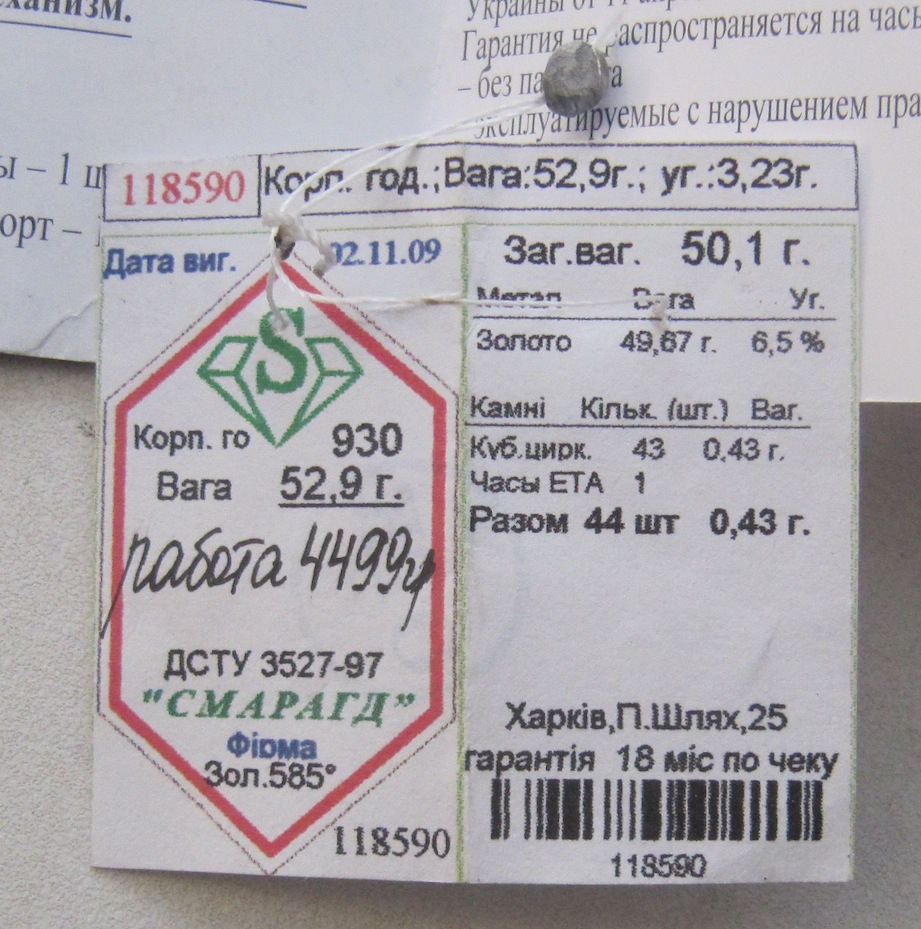 механизм.
Украины от
Гарантия не распространяется на часы
– без
эксплуатируемые с нарушением
ы – 1
орт –
118590 Корп. год.;Вага:52,9г.; уг.:3,23г.
Дата виг. 02.11.09
S
Корп. го 930
Вага 52,9 г.
работа 4499гр
ДСТУ 3527-97
"СМАРАГД"
Фірма
Зол.585°
118590
Заг.ваг. 50,1 г.
Метал Вага Уг.
Золото 49,67 г. 6,5 %
Камні Кільк. (шт.) Ваг.
Куб.цирк. 43 0,43 г.
Часы ЕТА 1
Разом 44 шт 0,43 г.
Харків,П.Шлях,25
гарантія 18 міс по чеку
118590